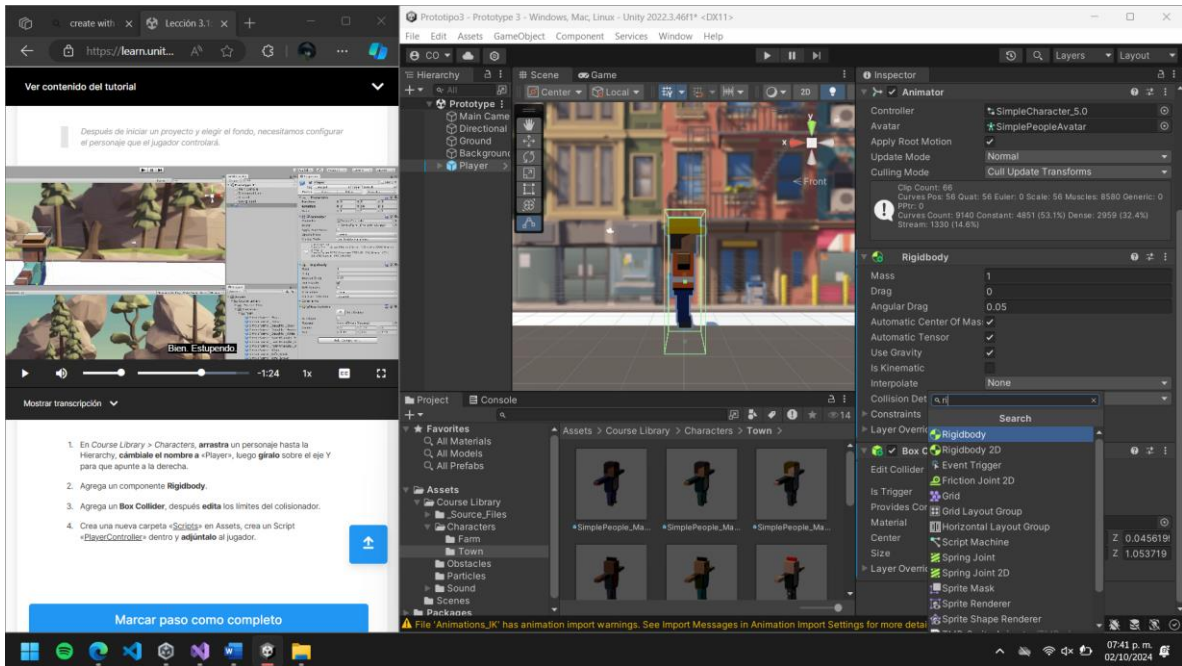 create with
Lección 3.1
https://learn.unit...
Ver contenido del tutorial
Después de iniciar un proyecto y elegir el fondo, necesitamos configurar
el personaje que el jugador controlará.
Bien. Estupendo.
-1:24
1x
Mostrar transcripción
1. En Course Library > Characters, arrastra un personaje hasta la
Hierarchy, cámbiale el nombre a «Player», luego gíralo sobre el eje Y
para que apunte a la derecha.
2. Agrega un componente Rigidbody.
3. Agrega un Box Collider, después edita los límites del colisionador.
4. Crea una nueva carpeta «Scripts» en Assets, crea un Script
«PlayerController» dentro y adjúntalo al jugador.
Marcar paso como completo
Prototipo3 - Prototype 3 - Windows, Mac, Linux - Unity 2022.3.46f1* <DX11>
File Edit Assets GameObject Component Services Window Help
CO
Layers
Layout
Hierarchy
All
Prototype
Main Came
Directional
Ground
Background
Player
Scene
Game
Center
Local
2D
y
x
Front
Project
Console
14
Favorites
All Materials
All Models
All Prefabs
Assets
Course Library
_Source_Files
Characters
Farm
Town
Obstacles
Particles
Sound
Scenes
Packages
Assets > Course Library > Characters > Town >
SimplePeople_Ma...
SimplePeople_Ma...
SimplePeople_Ma...
Inspector
Animator
Controller SimpleCharacter_5.0
Avatar SimplePeopleAvatar
Apply Root Motion
Update Mode Normal
Culling Mode Cull Update Transforms
Clip Count: 66
Curves Pos: 56 Quat: 56 Euler: 0 Scale: 56 Muscles: 8580 Generic: 0
PPtr: 0
Curves Count: 9140 Constant: 4851 (53.1%) Dense: 2959 (32.4%)
Stream: 1330 (14.6%)
Rigidbody
Mass 1
Drag 0
Angular Drag 0.05
Automatic Center Of Mas
Automatic Tensor
Use Gravity
Is Kinematic
Interpolate None
Collision Det
Constraints
Layer Overri
Box C
Edit Collider
Is Trigger
Provides Con
Material
Center Z 0.045619
Size Z 1.053719
Layer Overri
ri
Search
Rigidbody
Rigidbody 2D
Event Trigger
Friction Joint 2D
Grid
Grid Layout Group
Horizontal Layout Group
Script Machine
Spring Joint
Spring Joint 2D
Sprite Mask
Sprite Renderer
Sprite Shape Renderer
File 'Animations_IK' has animation import warnings. See Import Messages in Animation Import Settings for more detai
07:41 p. m.
02/10/2024